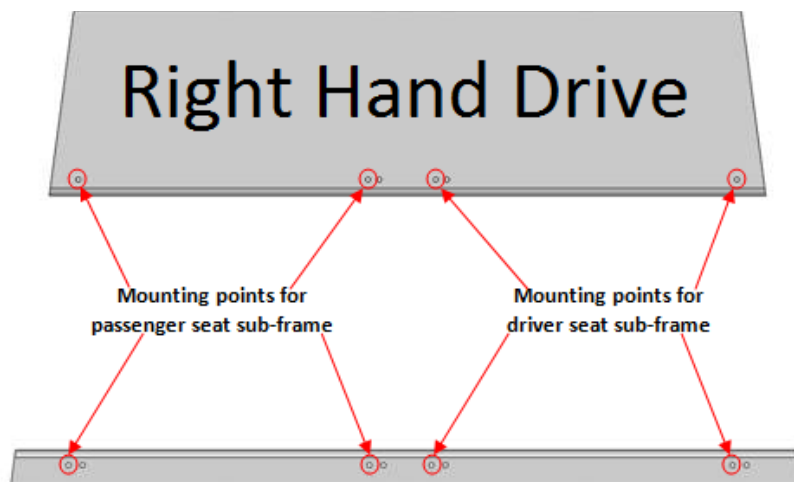 Right Hand Drive
Mounting points for
passenger seat sub-frame
Mounting points for
driver seat sub-frame